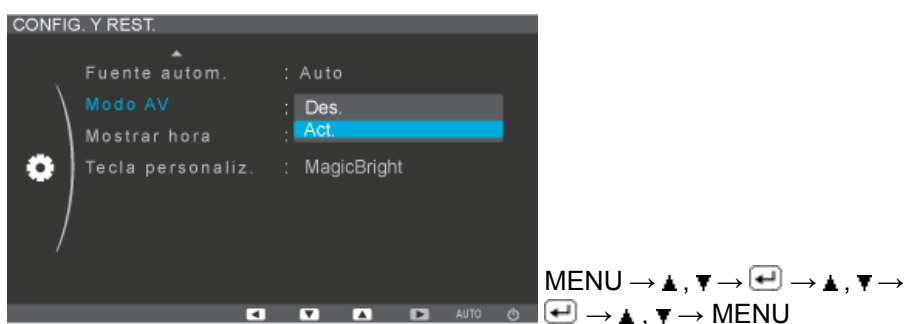 CONFIG. Y REST.
Fuente autom. : Auto
Modo AV : Des.
Act.
Mostrar hora :
Tecla personaliz. : MagicBright
AUTO
MENU → ▲ , ▼ → ↵ → ▲ , ▼ →
↵ → ▲ , ▼ → MENU